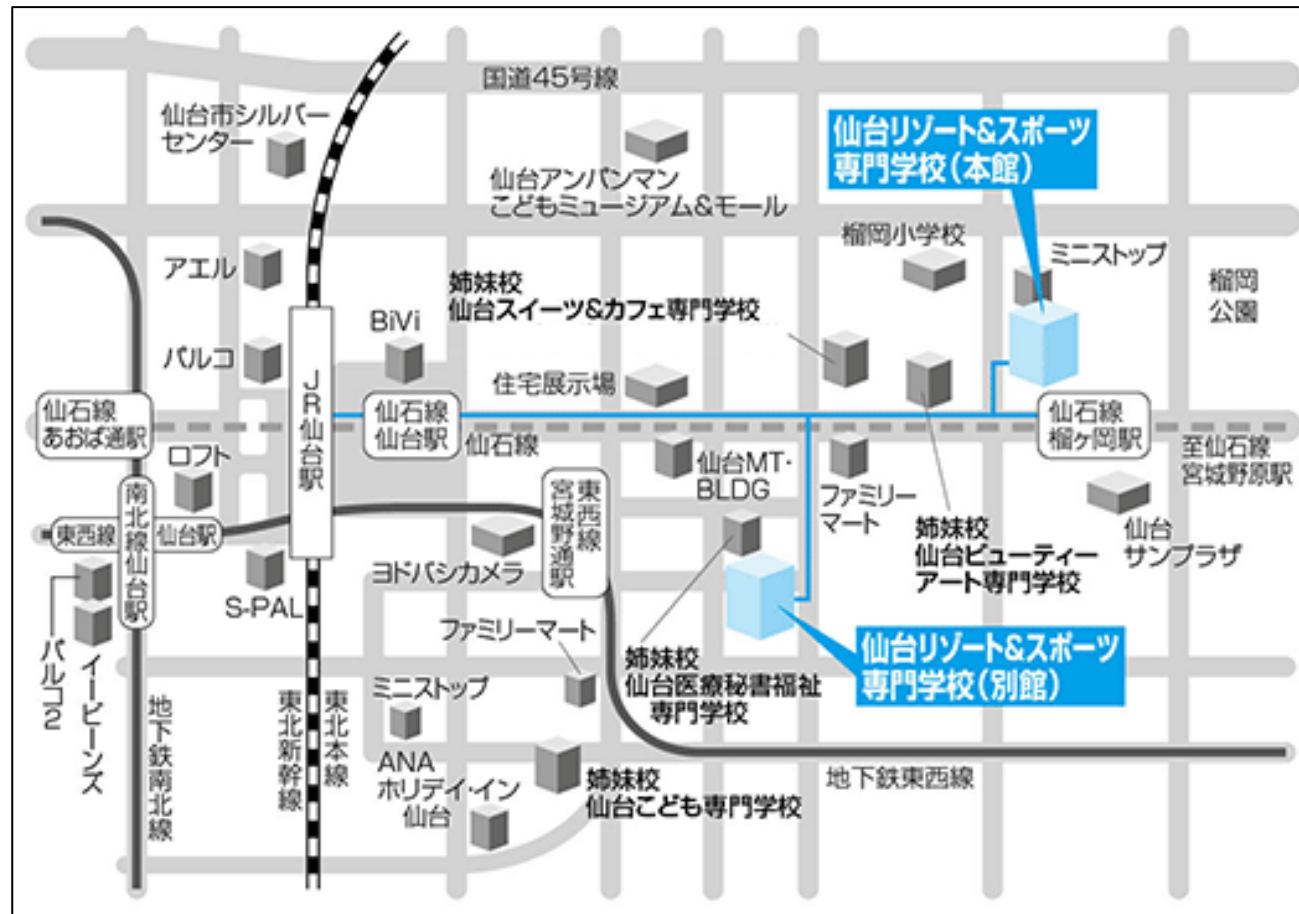 国道45号線
仙台市シルバー
センター
仙台リゾート&スポーツ
専門学校(本館)
仙台アンパンマン
こどもミュージアム&モール
榴岡小学校
ミニストップ
アエル
姉妹校
仙台スイーツ&カフェ専門学校
榴岡
公園
BiVi
パルコ
JR仙台駅
住宅展示場
仙石線
あおば通駅
仙石線
仙台駅
仙石線
仙石線
榴ヶ岡駅
至仙石線
宮城野原駅
ロフト
仙台MT・
BLDG
ファミリー
マート
東西線
宮城野通駅
南北線仙台駅
東西線
仙台駅
姉妹校
仙台ビューティー
アート専門学校
仙台
サンプラザ
ヨドバシカメラ
S-PAL
ファミリーマート
パルコ2
イービーンズ
姉妹校
仙台医療秘書福祉
専門学校
仙台リゾート&スポーツ
専門学校(別館)
ミニストップ
地下鉄南北線
東北新幹線
東北本線
ANA
ホリデイ・イン
仙台
姉妹校
仙台こども専門学校
地下鉄東西線